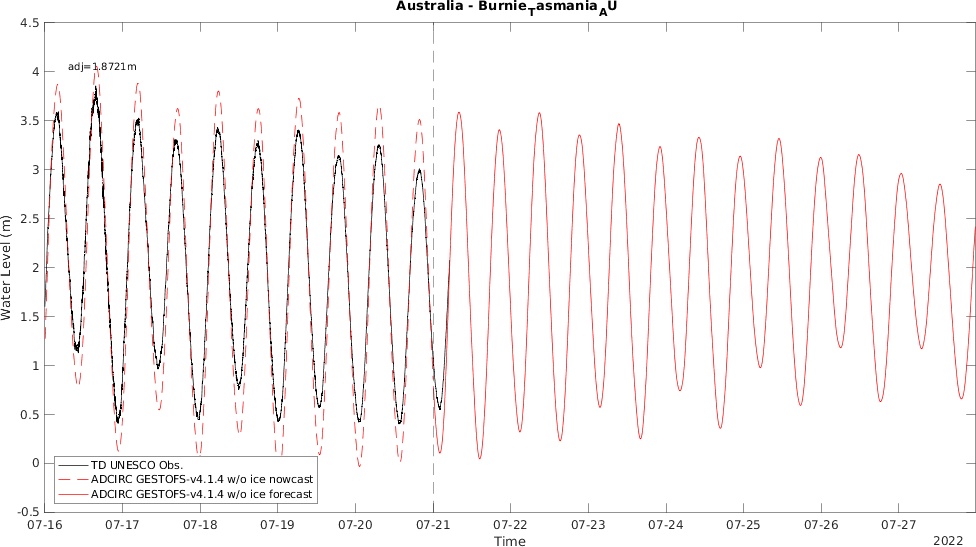 Australia - Burnie_Tasmania_AU
adj=1.8721m
4.5
4
3.5
3
2.5
2
1.5
1
0.5
0
-0.5
Water Level (m)
TD UNESCO Obs.
ADCIRC GESTOFS-v4.1.4 w/o ice nowcast
ADCIRC GESTOFS-v4.1.4 w/o ice forecast
07-16 07-17 07-18 07-19 07-20 07-21 07-22 07-23 07-24 07-25 07-26 07-27
Time
2022